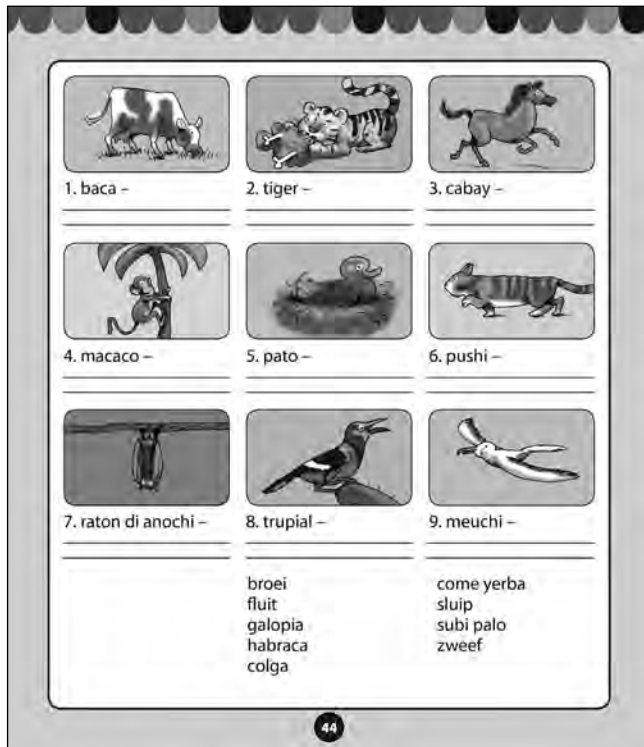 1. baca –
2. tiger –
3. cabay –
4. macaco –
5. pato –
6. pushi –
7. raton di anochi –
8. trupial –
9. meuchi –
broei
fluit
galopia
habraca
colga
come yerba
sluip
subi palo
zweef
44